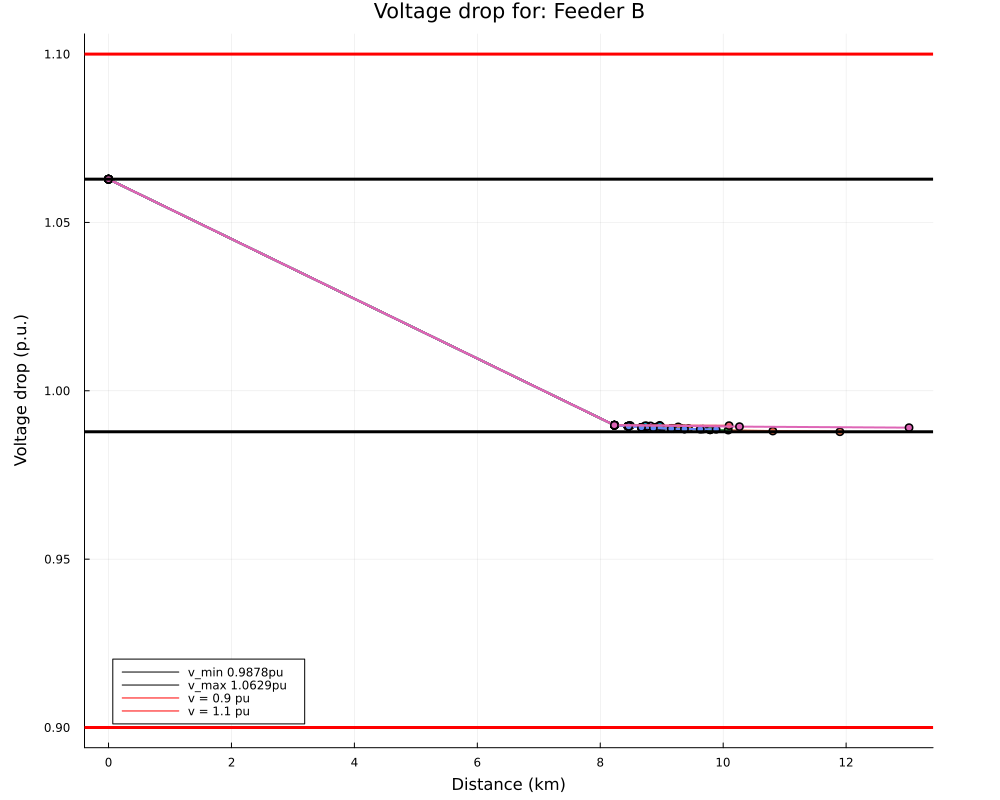 Voltage drop for: Feeder B
1.10
1.05
1.00
0.95
0.90
Voltage drop (p.u.)
v_min 0.9878pu
v_max 1.0629pu
v = 0.9 pu
v = 1.1 pu
0 2 4 6 8 10 12
Distance (km)